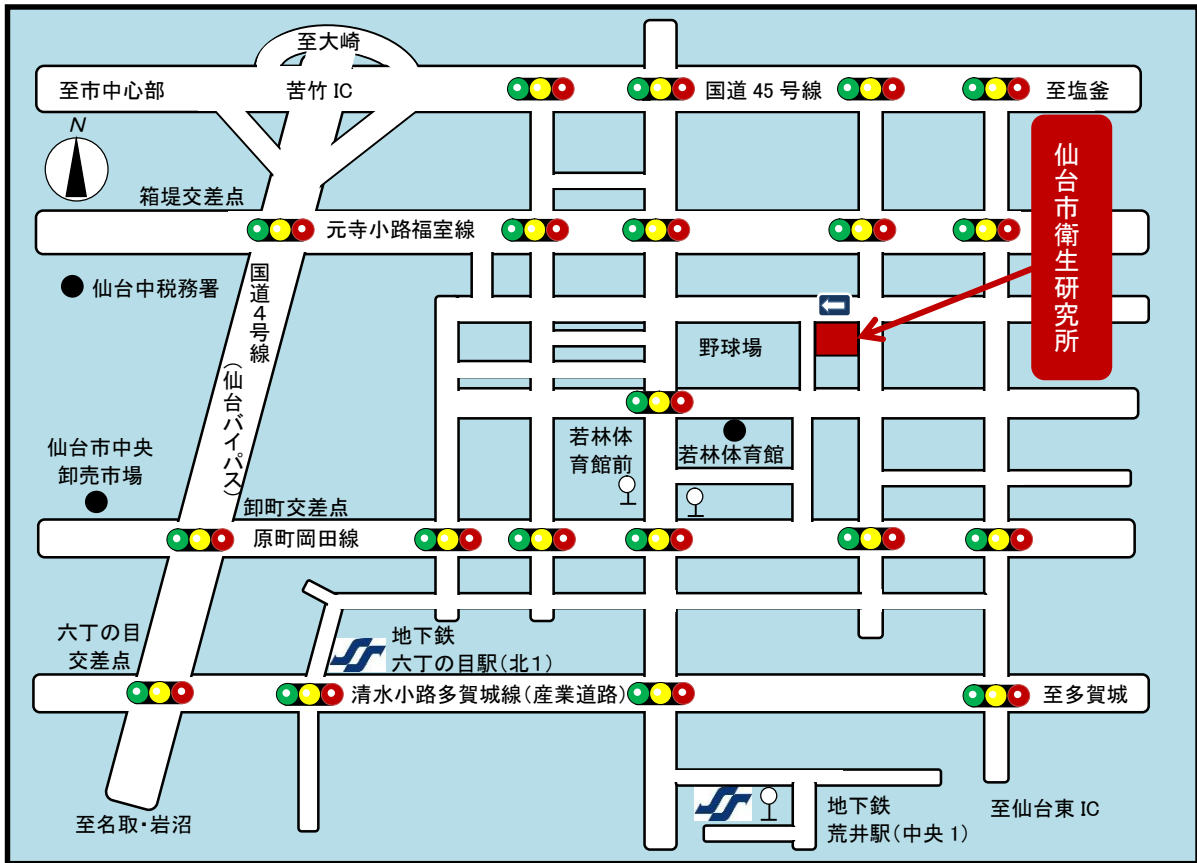 至大崎
至市中心部
苦竹 IC
国道 45 号線
至塩釜
N
仙台市衛生研究所
箱堤交差点
元寺小路福室線
仙台中税務署
国道4号線
(仙台バイパス)
野球場
仙台市中央
卸売市場
若林体
育館前
若林体育館
卸町交差点
原町岡田線
六丁の目
交差点
地下鉄
六丁の目駅(北1)
清水小路多賀城線(産業道路)
至多賀城
至名取・岩沼
地下鉄
荒井駅(中央 1)
至仙台東 IC